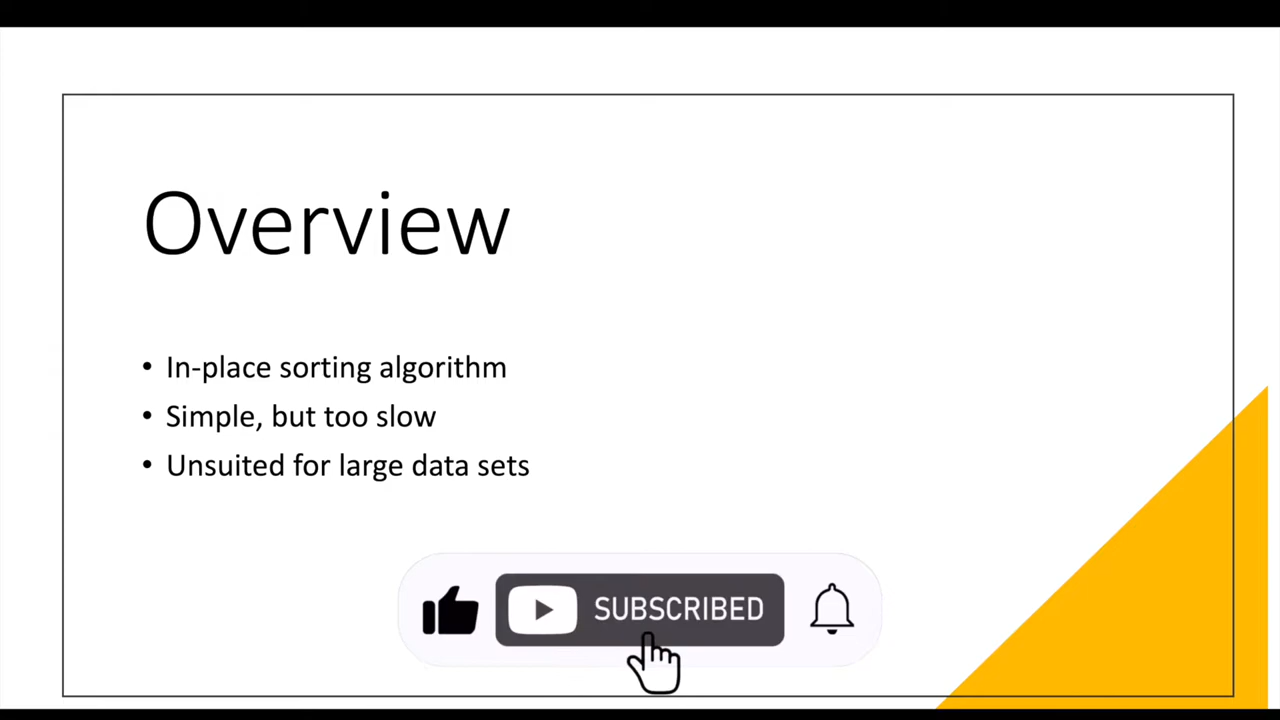 Overview
• In-place sorting algorithm
• Simple, but too slow
• Unsuited for large data sets
SUBSCRIBED